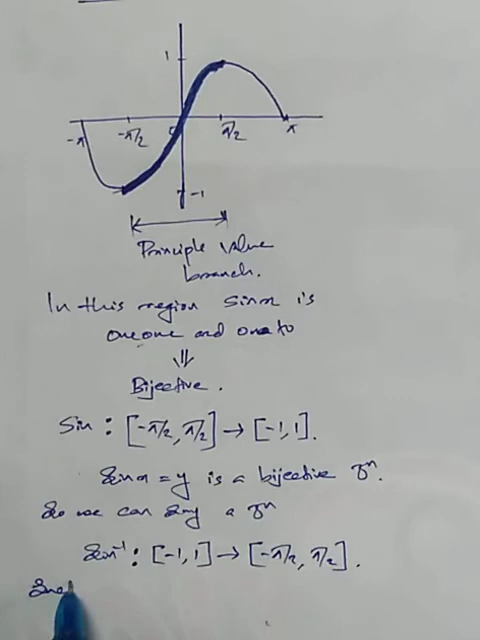 1
-π -π/2 0 π/2 π
-1
Principle value
branch.
In this region Sinx is
one one and onto
⇓
Bijective.
Sin : [-π/2, π/2] → [-1, 1].
Sinx = y is a bijective fⁿ.
So we can say a fⁿ
Sin⁻¹ : [-1, 1] → [-π/2, π/2].